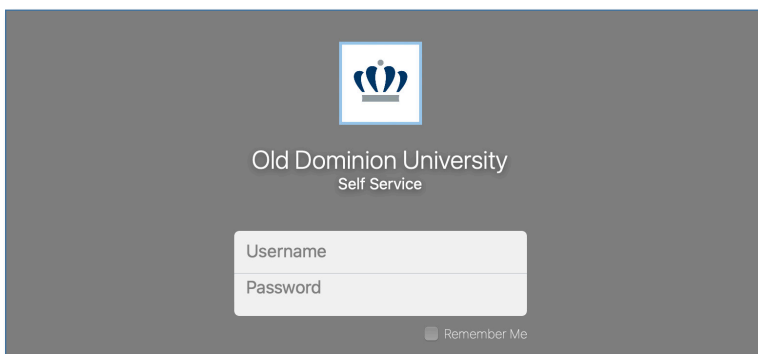 Old Dominion University
Self Service
Username
Password
Remember Me